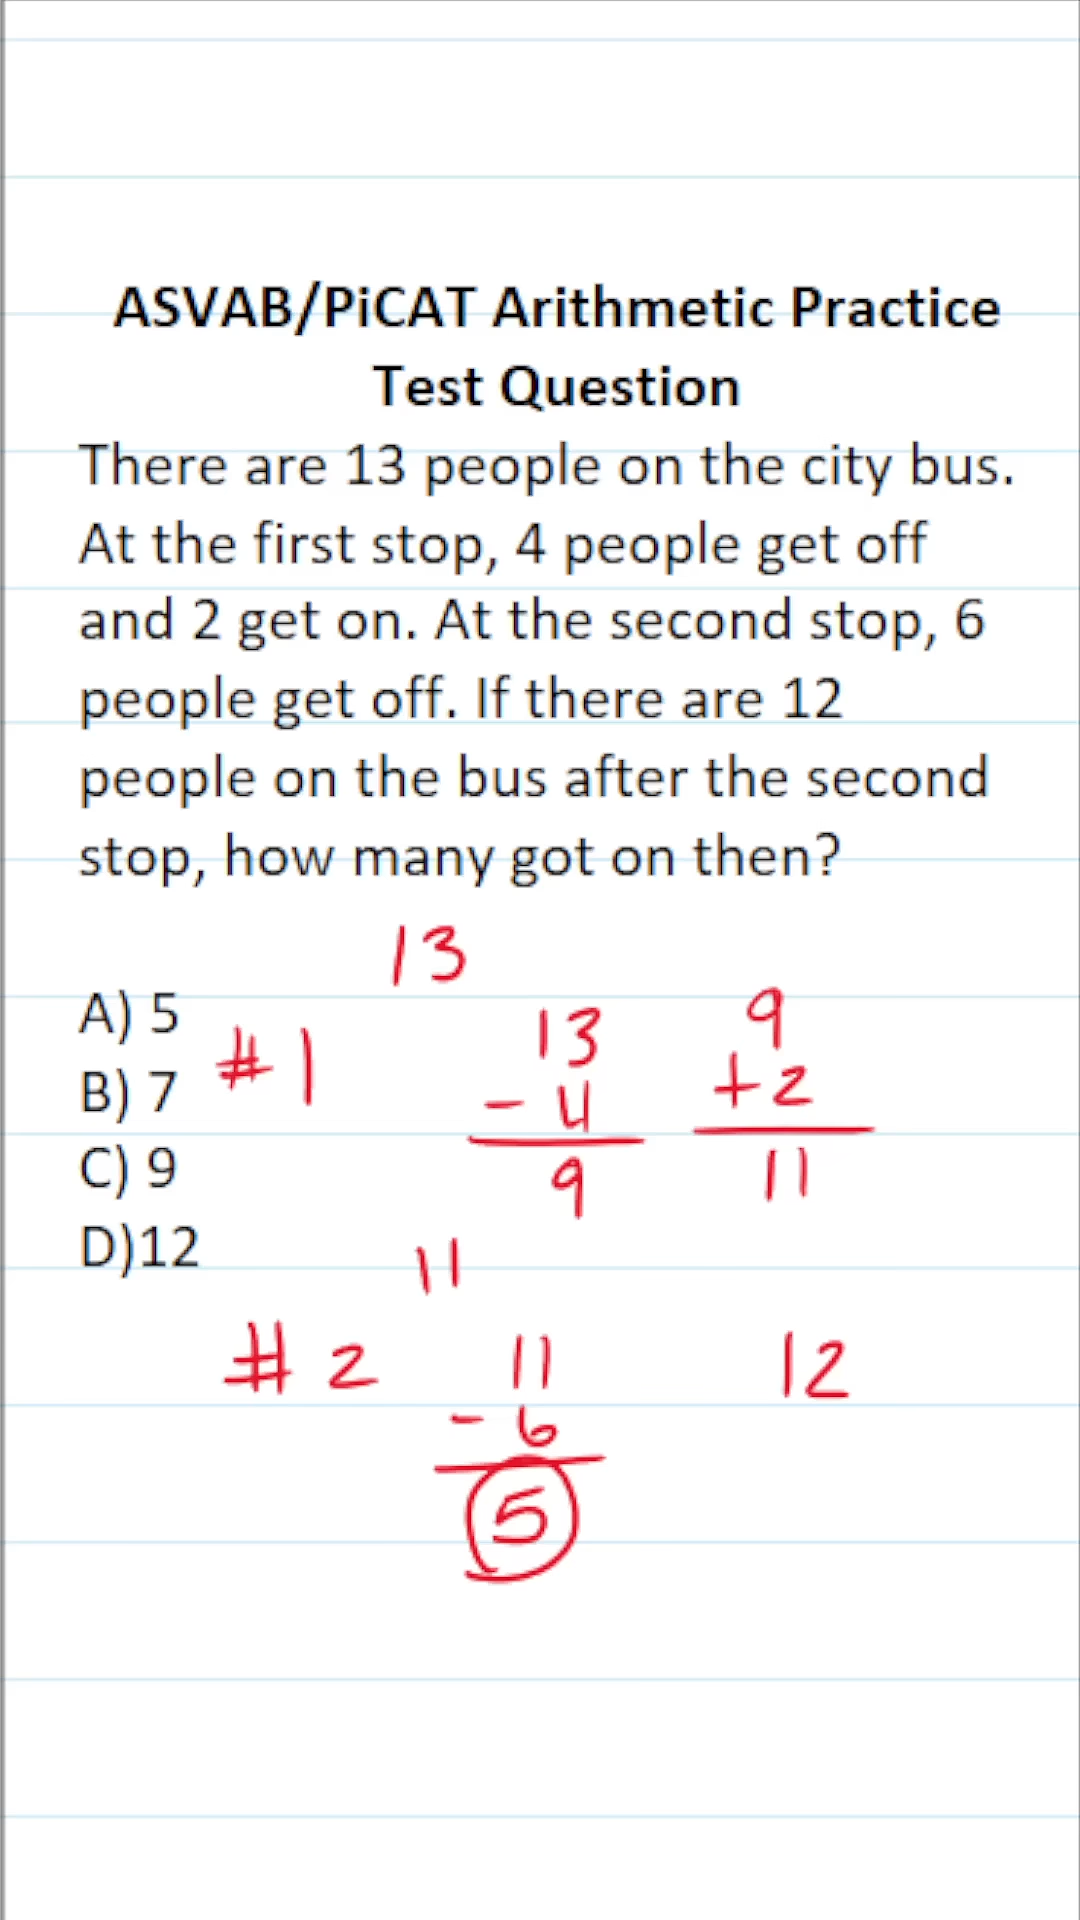 ASVAB/PiCAT Arithmetic Practice
Test Question
There are 13 people on the city bus.
At the first stop, 4 people get off
and 2 get on. At the second stop, 6
people get off. If there are 12
people on the bus after the second
stop, how many got on then?
13
A) 5
B) 7
C) 9
D)12
#1
13
- 4
9
9
+2
11
11
#2
11
- 6
5
12